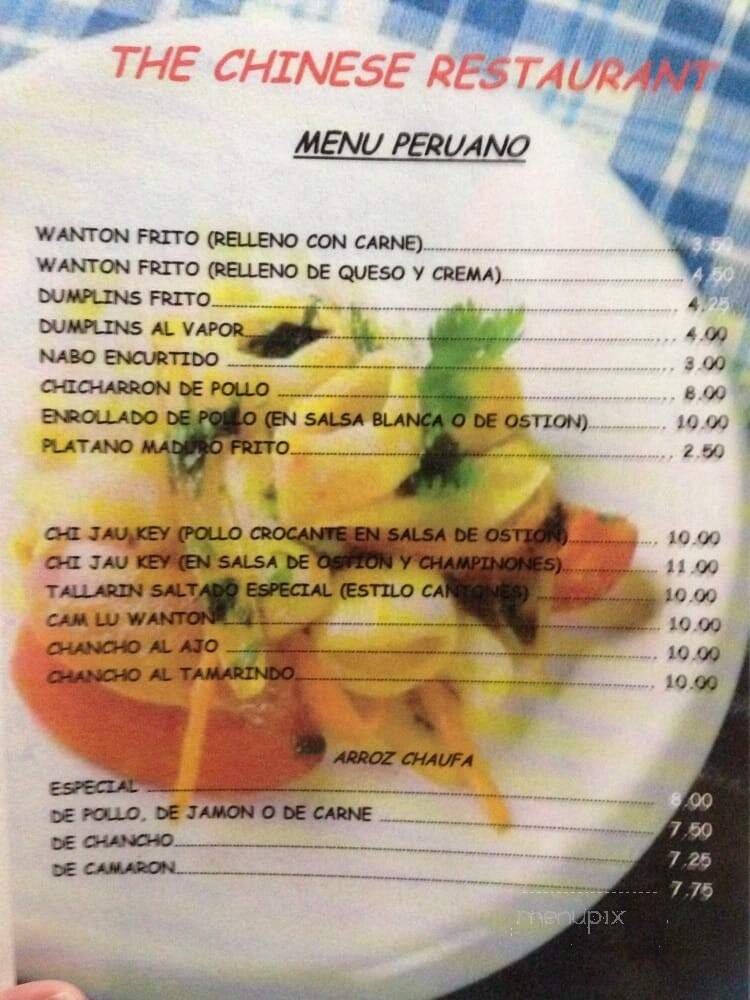 THE CHINESE RESTAURANT
MENU PERUANO
WANTON FRITO (RELLENO CON CARNE) 3.50
WANTON FRITO (RELLENO DE QUESO Y CREMA) 4.50
DUMPLINS FRITO 4.25
DUMPLINS AL VAPOR 4.00
NABO ENCURTIDO 3.00
CHICHARRON DE POLLO 8.00
ENROLLADO DE POLLO (EN SALSA BLANCA O DE OSTION) 10.00
PLATANO MADURO FRITO 2.50
CHI JAU KEY (POLLO CROCANTE EN SALSA DE OSTION) 10.00
CHI JAU KEY (EN SALSA DE OSTION Y CHAMPINONES) 11.00
TALLARIN SALTADO ESPECIAL (ESTILO CANTONES) 10.00
CAM LU WANTON 10.00
CHANCHO AL AJO 10.00
CHANCHO AL TAMARINDO 10.00
ARROZ CHAUFA
ESPECIAL 8.00
DE POLLO, DE JAMON O DE CARNE 7.50
DE CHANCHO 7.25
DE CAMARON 7.75
menupix